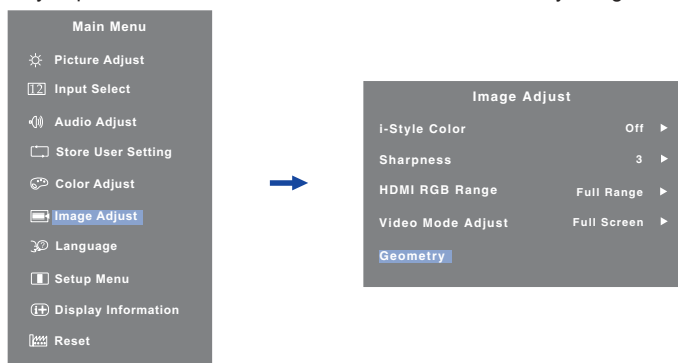 Main Menu
Picture Adjust
12 Input Select
Audio Adjust
Store User Setting
Color Adjust
Image Adjust
Language
Setup Menu
Display Information
Reset
Image Adjust
i-Style Color Off
Sharpness 3
HDMI RGB Range Full Range
Video Mode Adjust Full Screen
Geometry